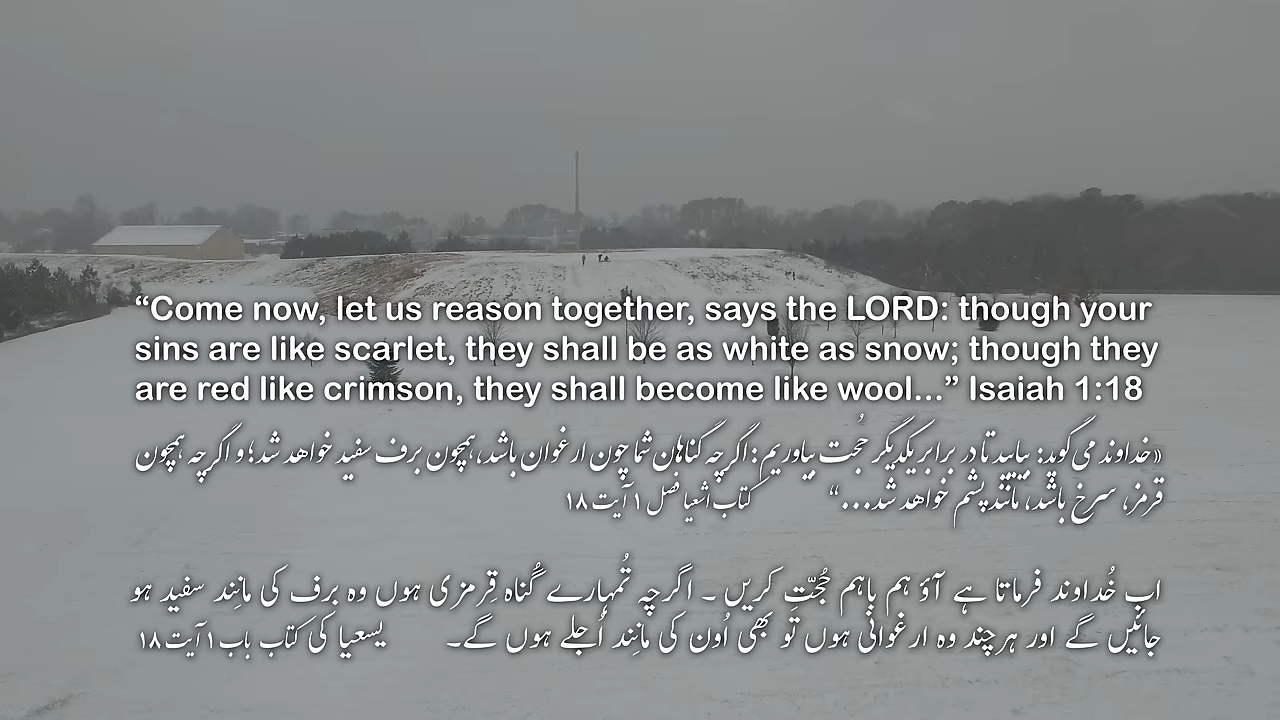 “Come now, let us reason together, says the LORD: though your
sins are like scarlet, they shall be as white as snow; though they
are red like crimson, they shall become like wool...” Isaiah 1:18
«خداوند می گوید: بیایید تا در برابر یکدیگر حُجت بیاوریم: اگرچه گناهان شما چون ارغوان باشد، همچون برف سفید خواهد شد؛ و اگرچه همچون
قرمز، سرخ باشد، مانند پشم خواهد شد...“ کتاب اشعیا فصل ۱ آیت ۱۸
اب خُداوند فرماتا ہے آؤ ہم باہم حُجّت کریں ۔ اگرچہ تُمہارے گُناہ قِرمزی ہوں وہ برف کی مانِند سفید ہو
جائیں گے اور ہر چند وہ ارغوانی ہوں تَو بھی اُون کی مانِند اُجلے ہوں گے۔ یسعیا کی کتاب باب ۱ آیت ۱۸